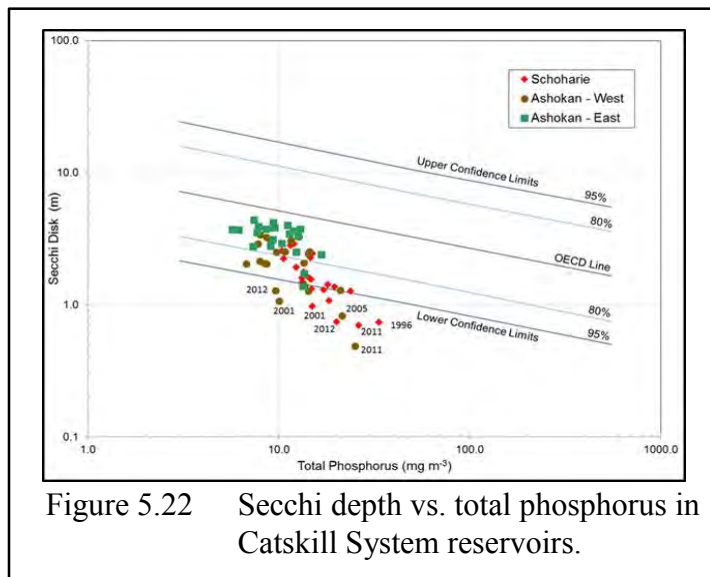 100.0
Schoharie
Ashokan - West
Ashokan - East
Upper Confidence Limits
95%
80%
10.0
Secchi Disk (m)
OECD Line
80%
95%
Lower Confidence Limits
1.0
2012
2001
2001
2005
2012
2011
1996
2011
0.1
1.0
10.0
100.0
1000.0
Total Phosphorus (mg m⁻³)
Figure 5.22 Secchi depth vs. total phosphorus in
Catskill System reservoirs.